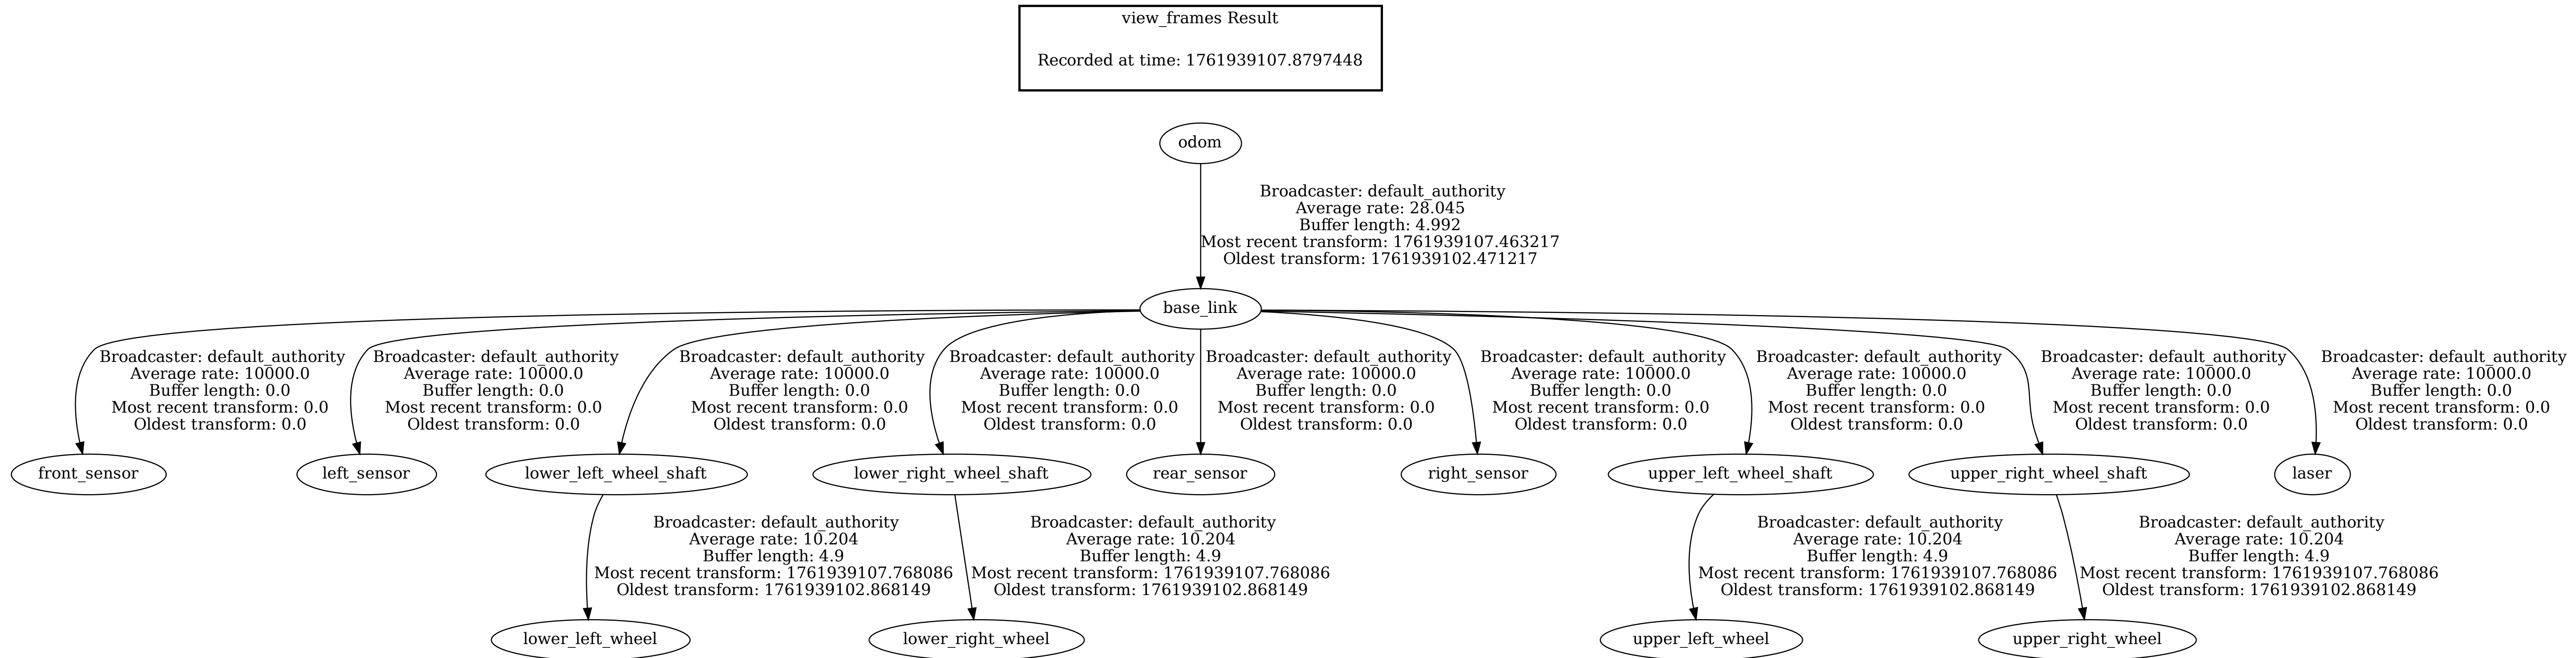 view_frames Result
Recorded at time: 1761939107.8797448
odom
Broadcaster: default_authority
Average rate: 28.045
Buffer length: 4.992
Most recent transform: 1761939107.463217
Oldest transform: 1761939102.471217
base_link
Broadcaster: default_authority
Average rate: 10000.0
Buffer length: 0.0
Most recent transform: 0.0
Oldest transform: 0.0
Broadcaster: default_authority
Average rate: 10000.0
Buffer length: 0.0
Most recent transform: 0.0
Oldest transform: 0.0
Broadcaster: default_authority
Average rate: 10000.0
Buffer length: 0.0
Most recent transform: 0.0
Oldest transform: 0.0
Broadcaster: default_authority
Average rate: 10000.0
Buffer length: 0.0
Most recent transform: 0.0
Oldest transform: 0.0
Broadcaster: default_authority
Average rate: 10000.0
Buffer length: 0.0
Most recent transform: 0.0
Oldest transform: 0.0
Broadcaster: default_authority
Average rate: 10000.0
Buffer length: 0.0
Most recent transform: 0.0
Oldest transform: 0.0
Broadcaster: default_authority
Average rate: 10000.0
Buffer length: 0.0
Most recent transform: 0.0
Oldest transform: 0.0
Broadcaster: default_authority
Average rate: 10000.0
Buffer length: 0.0
Most recent transform: 0.0
Oldest transform: 0.0
Broadcaster: default_authority
Average rate: 10000.0
Buffer length: 0.0
Most recent transform: 0.0
Oldest transform: 0.0
front_sensor
left_sensor
lower_left_wheel_shaft
lower_right_wheel_shaft
rear_sensor
right_sensor
upper_left_wheel_shaft
upper_right_wheel_shaft
laser
Broadcaster: default_authority
Average rate: 10.204
Buffer length: 4.9
Most recent transform: 1761939107.768086
Oldest transform: 1761939102.868149
Broadcaster: default_authority
Average rate: 10.204
Buffer length: 4.9
Most recent transform: 1761939107.768086
Oldest transform: 1761939102.868149
Broadcaster: default_authority
Average rate: 10.204
Buffer length: 4.9
Most recent transform: 1761939107.768086
Oldest transform: 1761939102.868149
Broadcaster: default_authority
Average rate: 10.204
Buffer length: 4.9
Most recent transform: 1761939107.768086
Oldest transform: 1761939102.868149
lower_left_wheel
lower_right_wheel
upper_left_wheel
upper_right_wheel